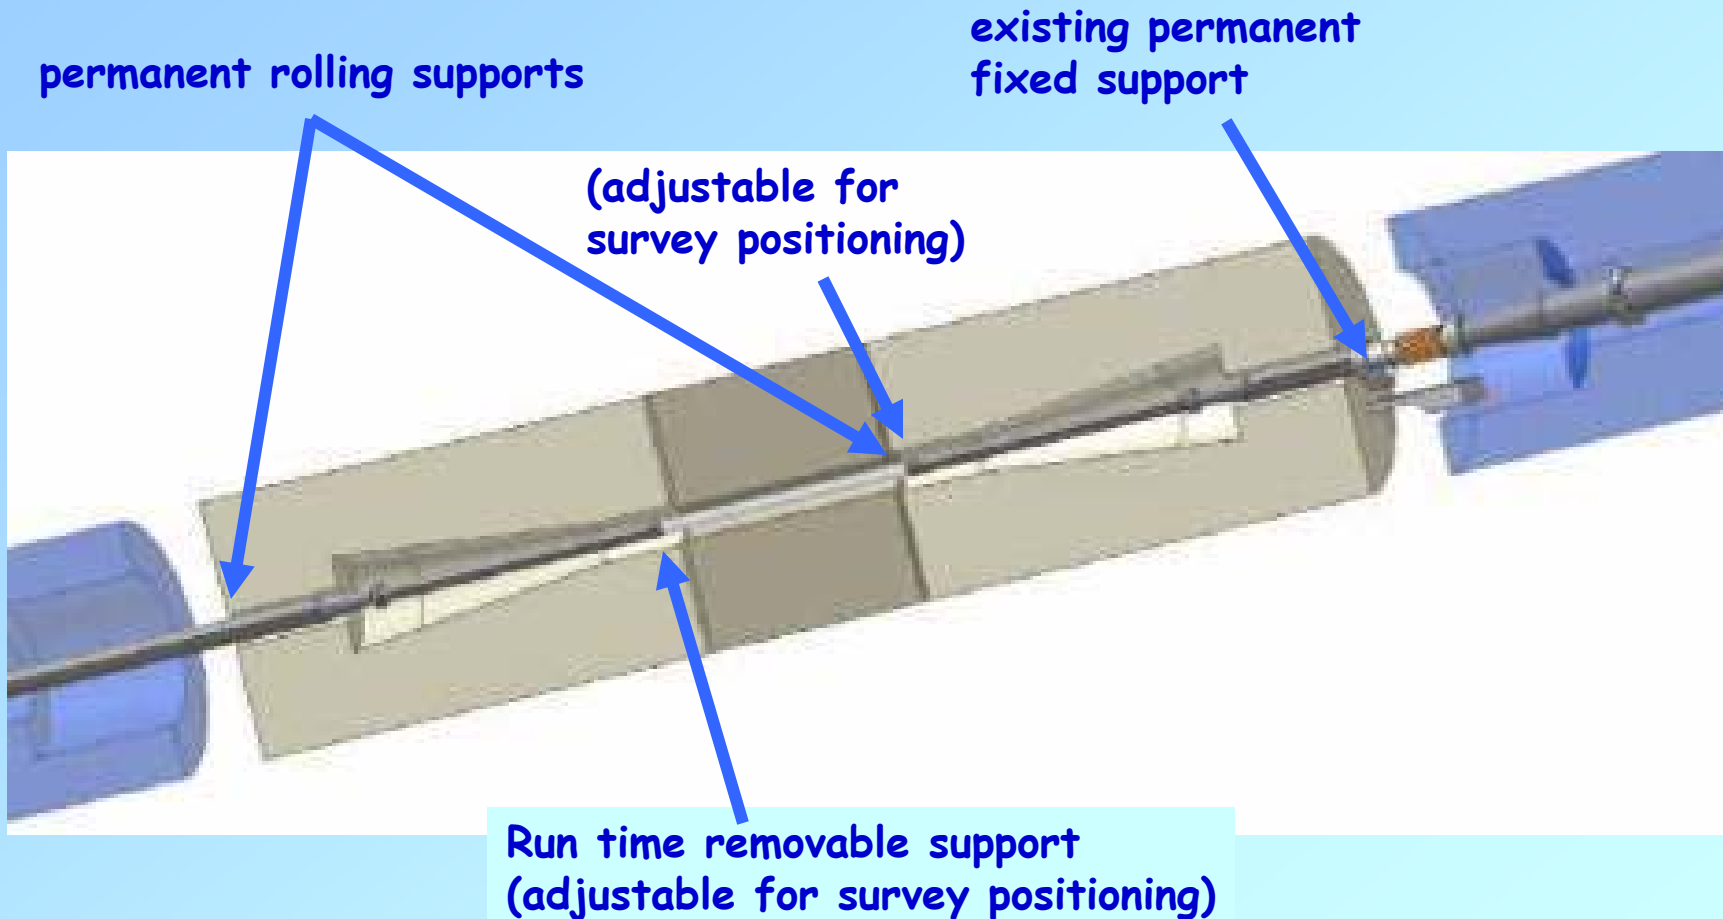 permanent rolling supports
existing permanent
fixed support
(adjustable for
survey positioning)
Run time removable support
(adjustable for survey positioning)